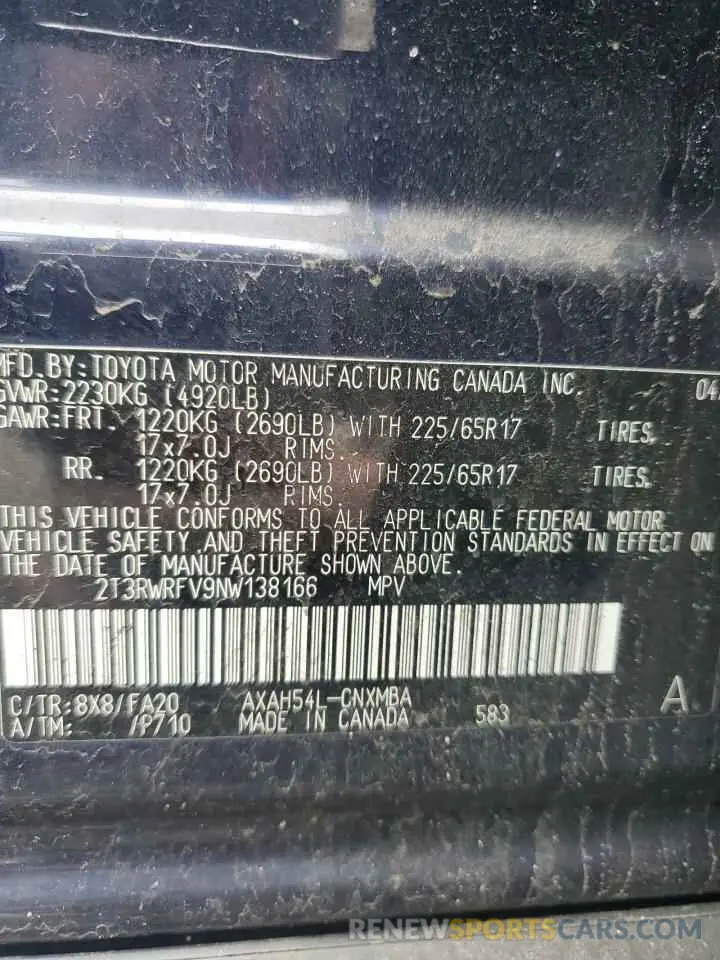 MFD. BY: TOYOTA MOTOR MANUFACTURING CANADA INC. 04
GVWR: 2230KG (4920LB)
GAWR: FRT. 1220KG (2690LB) WITH 225/65R17 TIRES,
17x7.0J RIMS.
RR. 1220KG (2690LB) WITH 225/65R17 TIRES,
17x7.0J RIMS.
THIS VEHICLE CONFORMS TO ALL APPLICABLE FEDERAL MOTOR
VEHICLE SAFETY AND THEFT PREVENTION STANDARDS IN EFFECT ON
THE DATE OF MANUFACTURE SHOWN ABOVE.
2T3RWRFV9NW138166 MPV
C/TR: 8X8/FA20 AXAH54L-CNXMBA A
A/TM: /P710 MADE IN CANADA 583
RENEWSPORTSCARS.COM